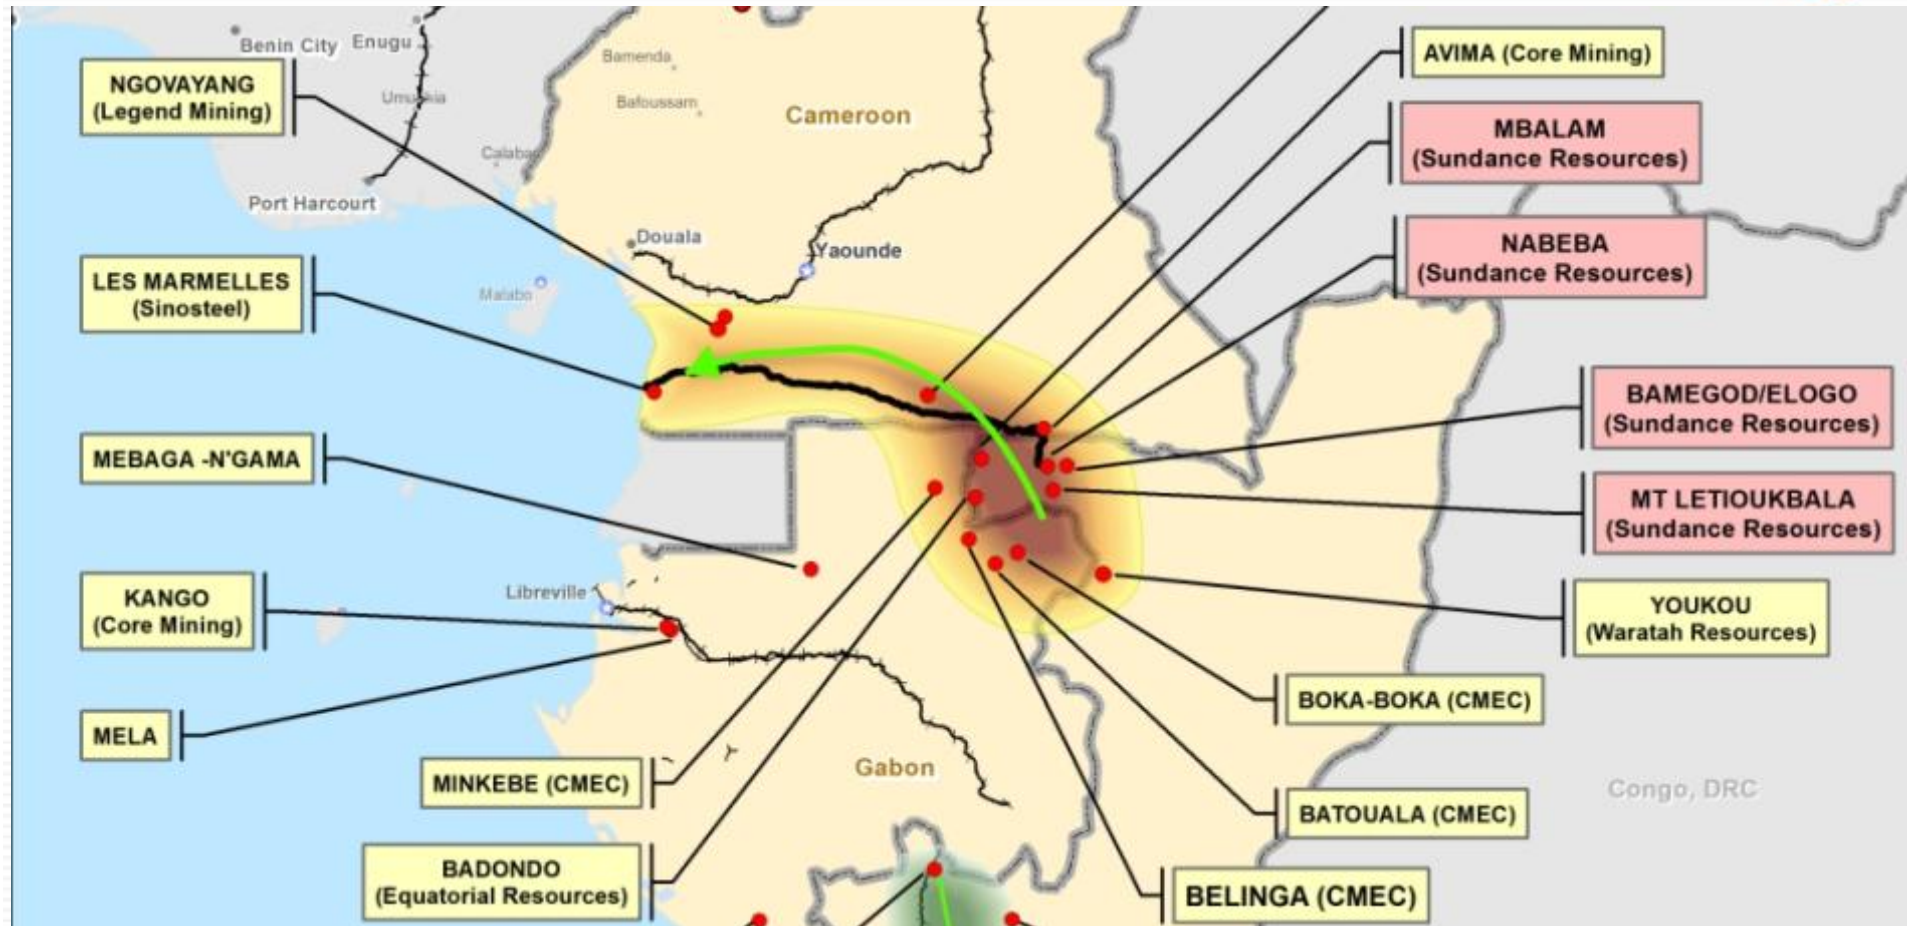 Benin City
Enugu
Bamenda
AVIMA (Core Mining)
NGOVAYANG
(Legend Mining)
Umuahia
Bafoussam
Cameroon
MBALAM
(Sundance Resources)
Calabar
Port Harcourt
Douala
Yaounde
NABEBA
(Sundance Resources)
LES MARMELLES
(Sinosteel)
Malabo
BAMEGOD/ELOGO
(Sundance Resources)
MEBAGA -N'GAMA
MT LETIOUKBALA
(Sundance Resources)
Libreville
KANGO
(Core Mining)
YOUKOU
(Waratah Resources)
BOKA-BOKA (CMEC)
MELA
MINKEBE (CMEC)
Gabon
Congo, DRC
BATOUALA (CMEC)
BADONDO
(Equatorial Resources)
BELINGA (CMEC)